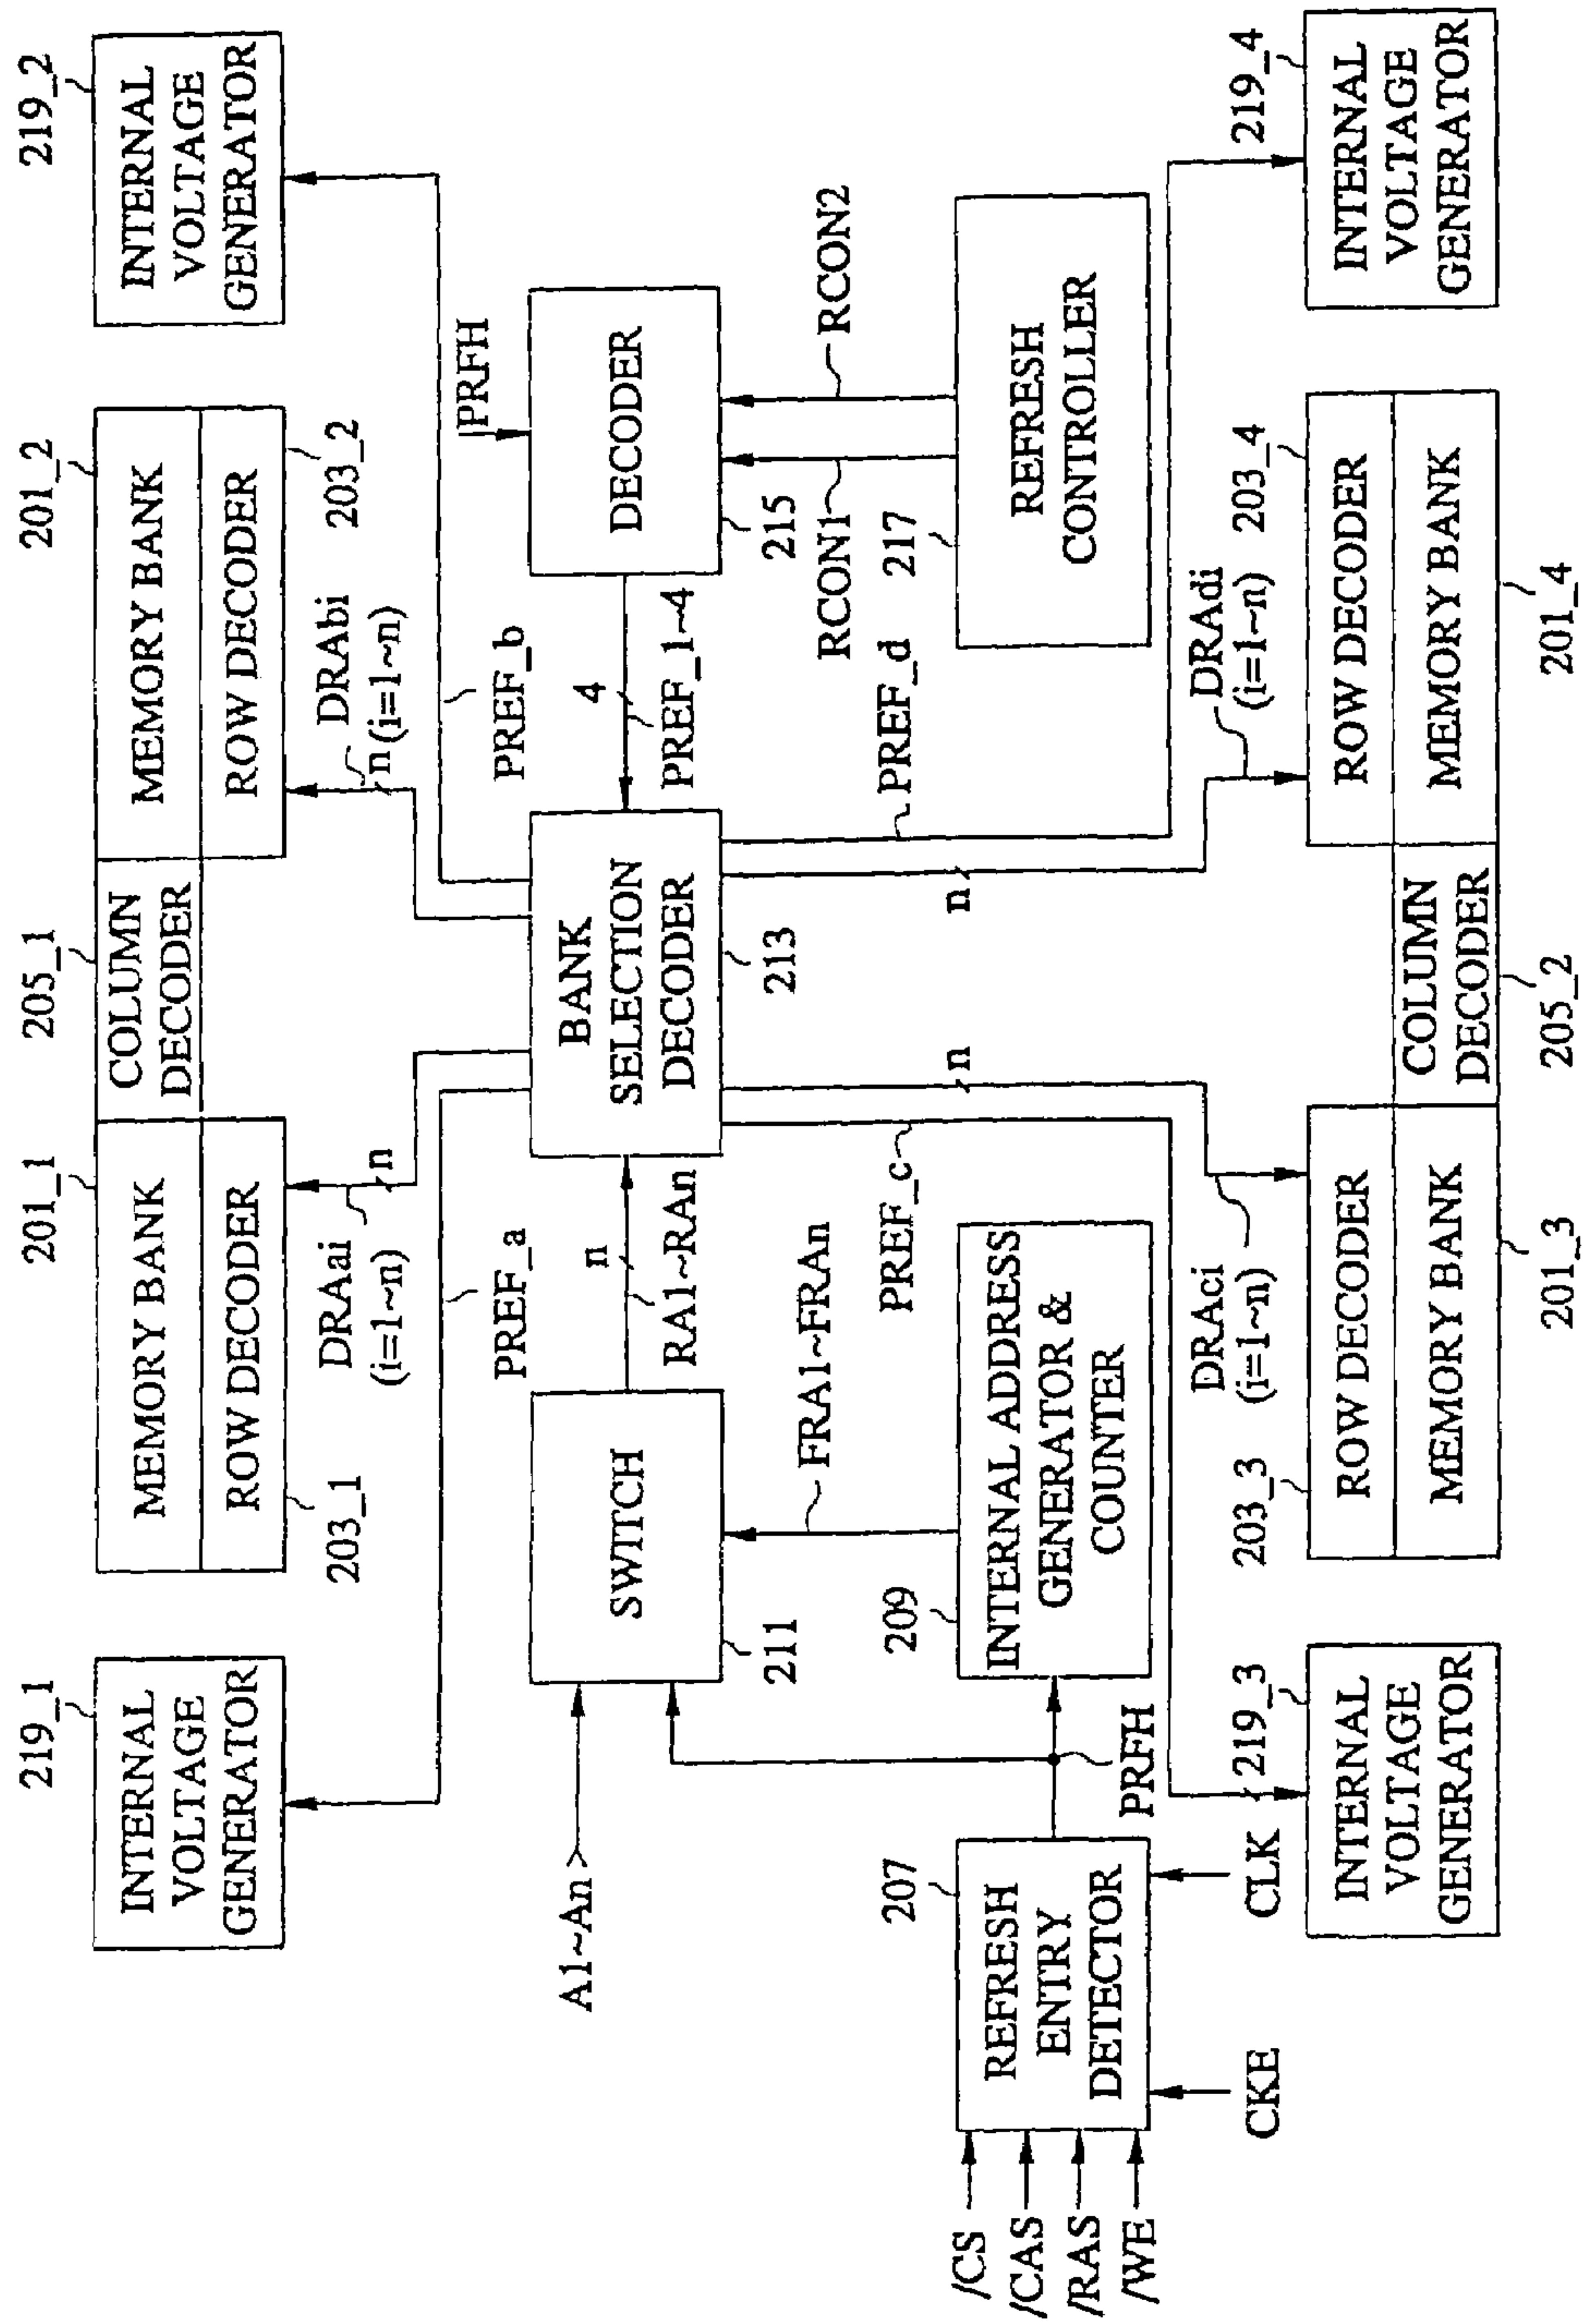 219_1
INTERNAL
VOLTAGE
GENERATOR
201_1
MEMORY BANK
ROW DECODER
203_1
205_1
COLUMN
DECODER
201_2
MEMORY BANK
ROW DECODER
203_2
219_2
INTERNAL
VOLTAGE
GENERATOR
DRAai
(i=1~n)
n
PREF_a
DRAbi
(i=1~n)
n
PREF_b
PRFH
A1~An
SWITCH
211
n
RA1~RAn
BANK
SELECTION
DECODER
213
4
PREF_1~4
DECODER
215
FRA1~FRAn
PREF_c
n
n
PREF_d
RCON1
RCON2
207
REFRESH
ENTRY
DETECTOR
/CS
/CAS
/RAS
/WE
CKE
CLK
PRFH
209
INTERNAL ADDRESS
GENERATOR &
COUNTER
217
REFRESH
CONTROLLER
219_3
INTERNAL
VOLTAGE
GENERATOR
DRAci
(i=1~n)
203_3
ROW DECODER
MEMORY BANK
201_3
COLUMN
DECODER
205_2
DRAdi
(i=1~n)
203_4
ROW DECODER
MEMORY BANK
201_4
219_4
INTERNAL
VOLTAGE
GENERATOR